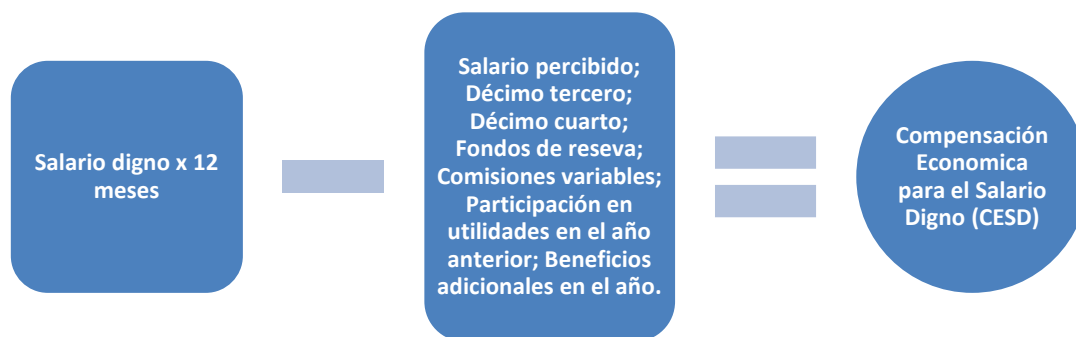 Salario digno x 12
meses
Salario percibido;
Décimo tercero;
Décimo cuarto;
Fondos de reseva;
Comisiones variables;
Participación en
utilidades en el año
anterior; Beneficios
adicionales en el año.
Compensación
Economica
para el Salario
Digno (CESD)